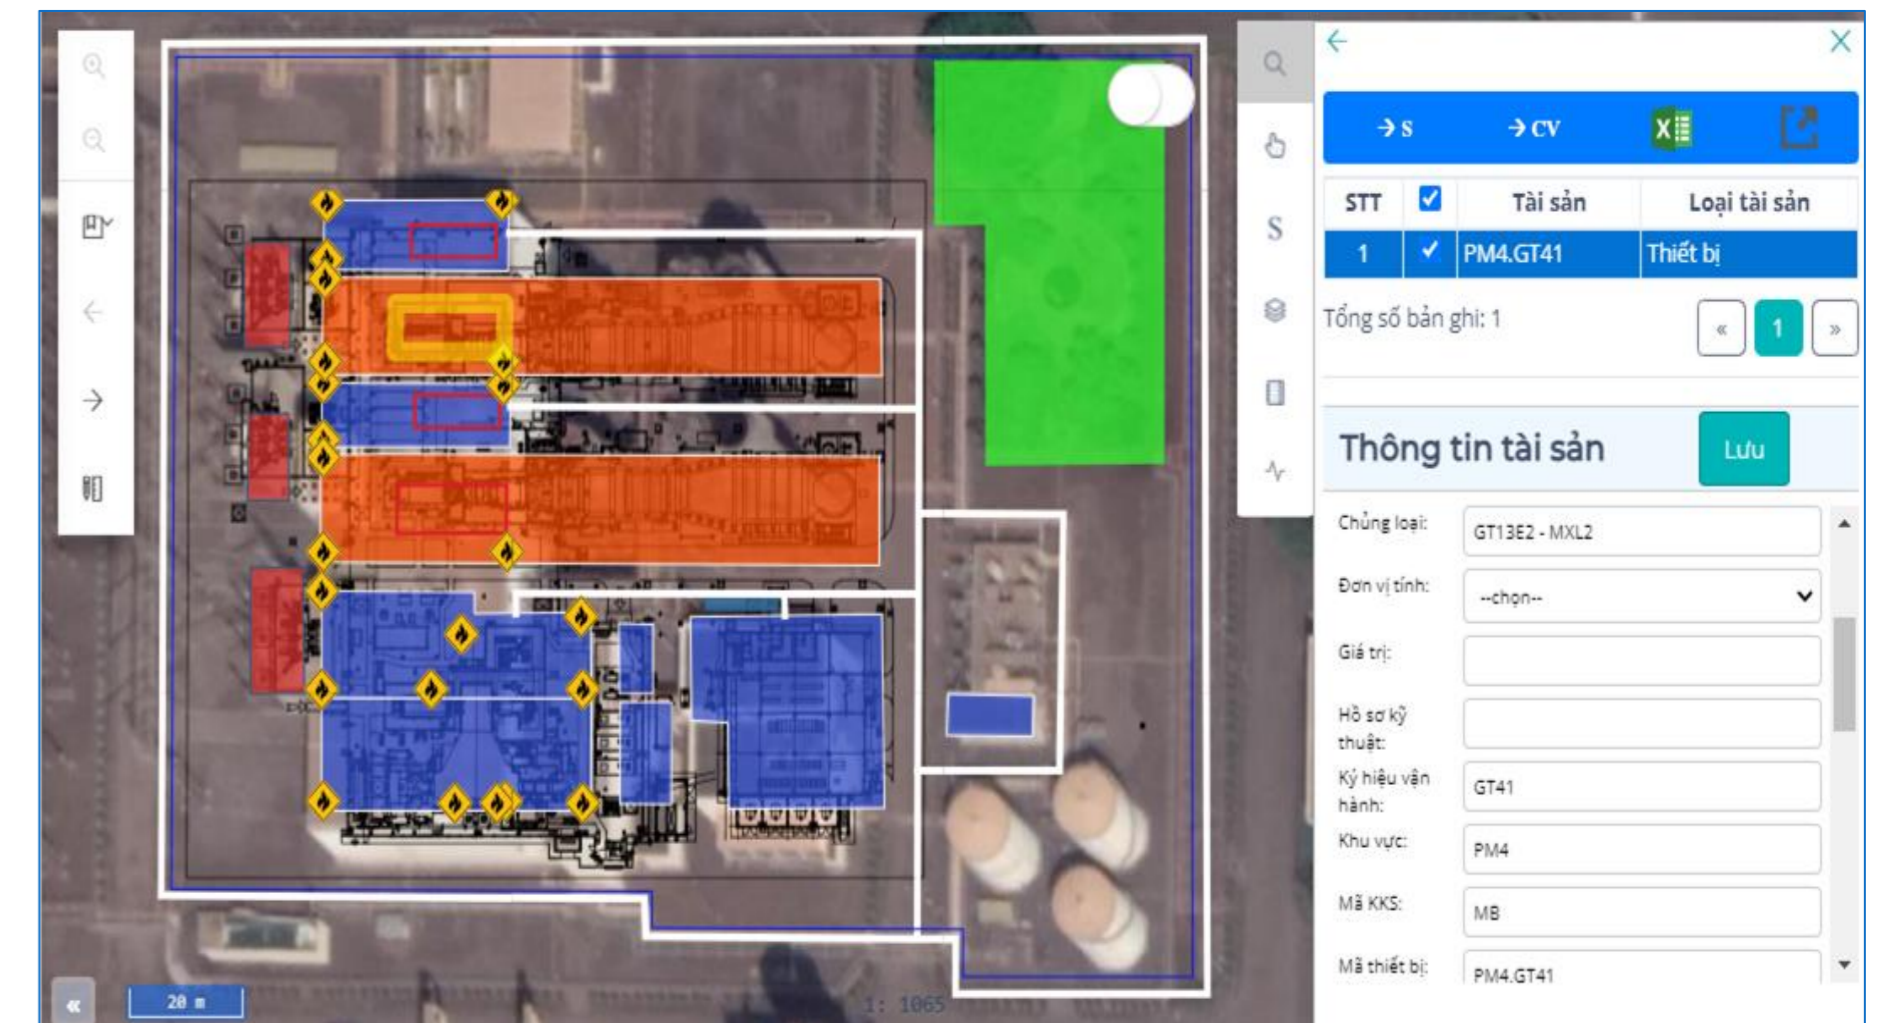 → S → CV
STT Tài sản Loại tài sản
1 PM4.GT41 Thiết bị
Tổng số bản ghi: 1
« 1 »
Thông tin tài sản Lưu
Chủng loại: GT13E2 - MXL2
Đơn vị tính: --chọn--
Giá trị:
Hồ sơ kỹ
thuật:
Ký hiệu vận
hành: GT41
Khu vực: PM4
Mã KKS: MB
Mã thiết bị: PM4.GT41
S
«
20 m
1: 1065